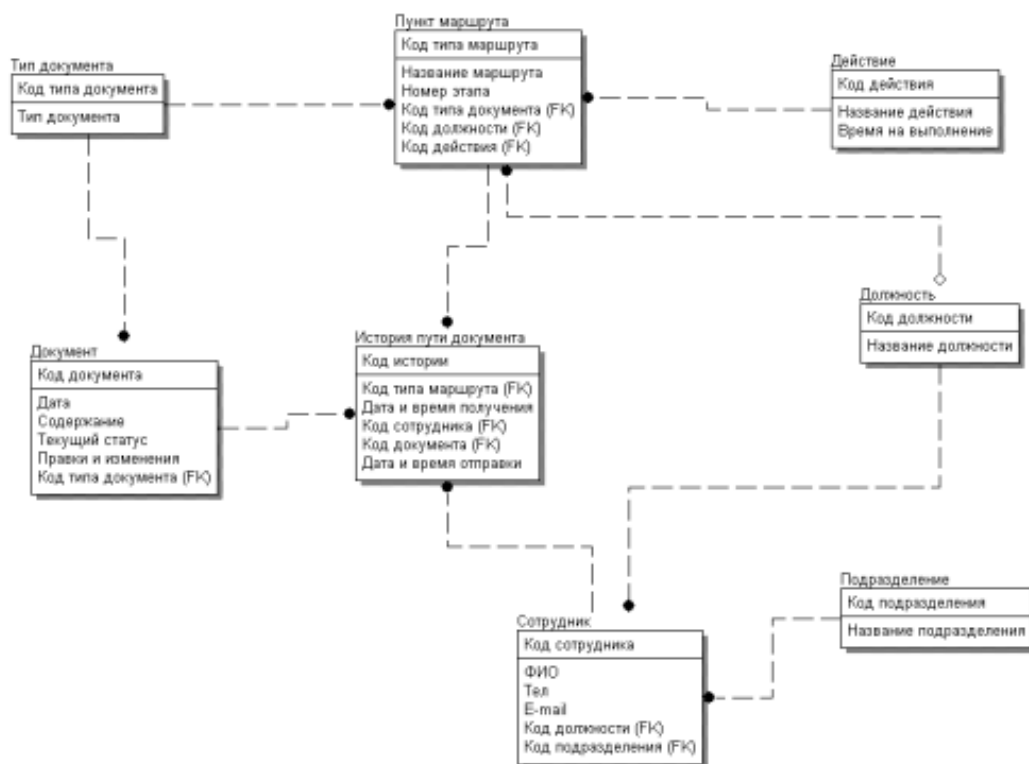 Пункт маршрута
Код типа маршрута
Название маршрута
Номер этапа
Код типа документа (FK)
Код должности (FK)
Код действия (FK)
Тип документа
Код типа документа
Тип документа
Действие
Код действия
Название действия
Время на выполнение
Должность
Код должности
Название должности
Документ
Код документа
Дата
Содержание
Текущий статус
Правки и изменения
Код типа документа (FK)
История пути документа
Код истории
Код типа маршрута (FK)
Дата и время получения
Код сотрудника (FK)
Код документа (FK)
Дата и время отправки
Подразделение
Код подразделения
Название подразделения
Сотрудник
Код сотрудника
ФИО
Тел
E-mail
Код должности (FK)
Код подразделения (FK)